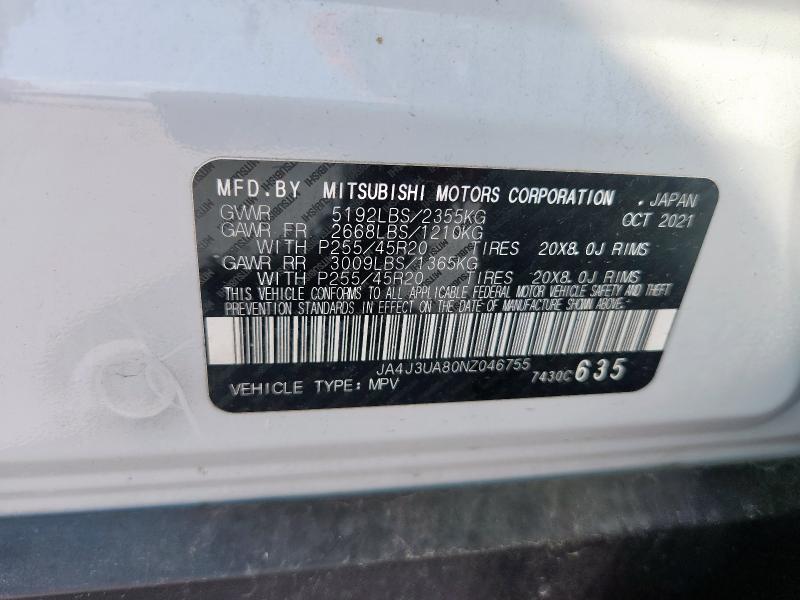 MFD.BY MITSUBISHI MOTORS CORPORATION . JAPAN
GVWR 5192LBS/2355KG OCT 2021
GAWR FR 2668LBS/1210KG
WITH P255/45R20 TIRES 20X8.0J RIMS
GAWR RR 3009LBS/1365KG
WITH P255/45R20 TIRES 20X8.0J RIMS
THIS VEHICLE CONFORMS TO ALL APPLICABLE FEDERAL MOTOR VEHICLE SAFETY AND THEFT
PREVENTION STANDARDS IN EFFECT ON THE DATE OF MANUFACTURE SHOWN ABOVE.
JA4J3UA80NZ046755
VEHICLE TYPE: MPV 7430C 635